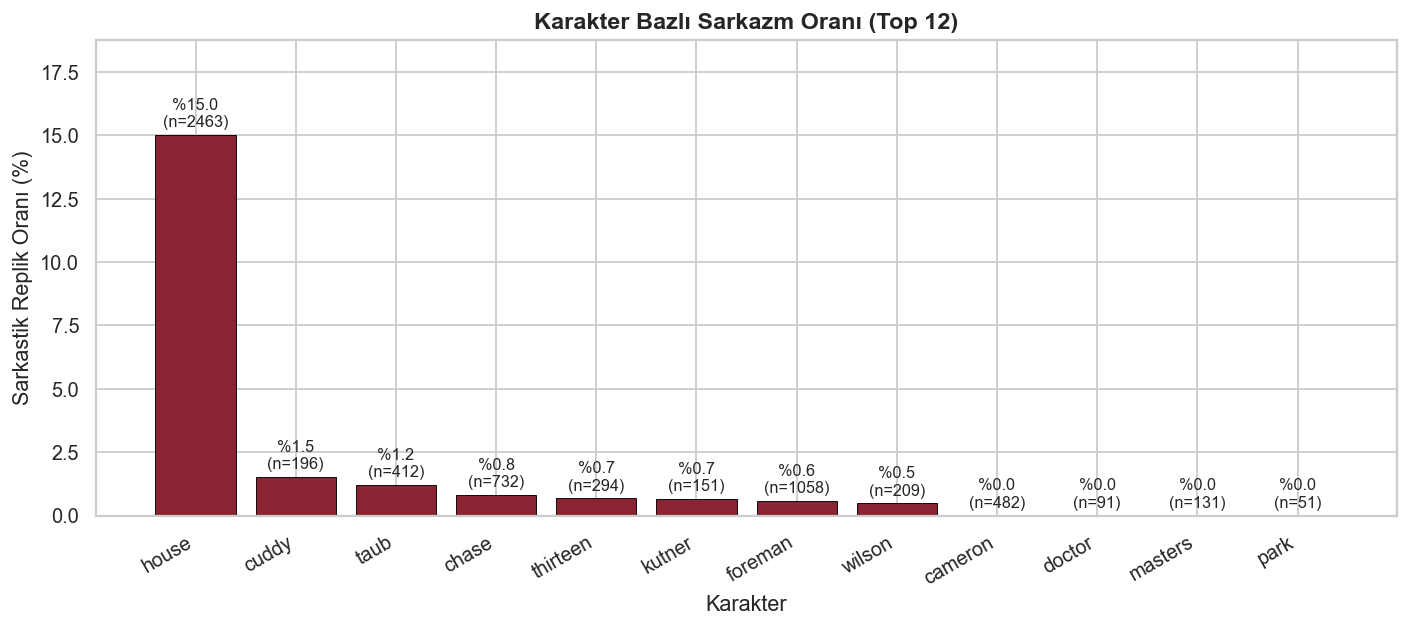 Karakter Bazlı Sarkazm Oranı (Top 12)
Sarkastik Replik Oranı (%)
17.5
15.0
12.5
10.0
7.5
5.0
2.5
0.0
%15.0
(n=2463)
%1.5
(n=196)
%1.2
(n=412)
%0.8
(n=732)
%0.7
(n=294)
%0.7
(n=151)
%0.6
(n=1058)
%0.5
(n=209)
%0.0
(n=482)
%0.0
(n=91)
%0.0
(n=131)
%0.0
(n=51)
house
cuddy
taub
chase
thirteen
kutner
foreman
wilson
cameron
doctor
masters
park
Karakter